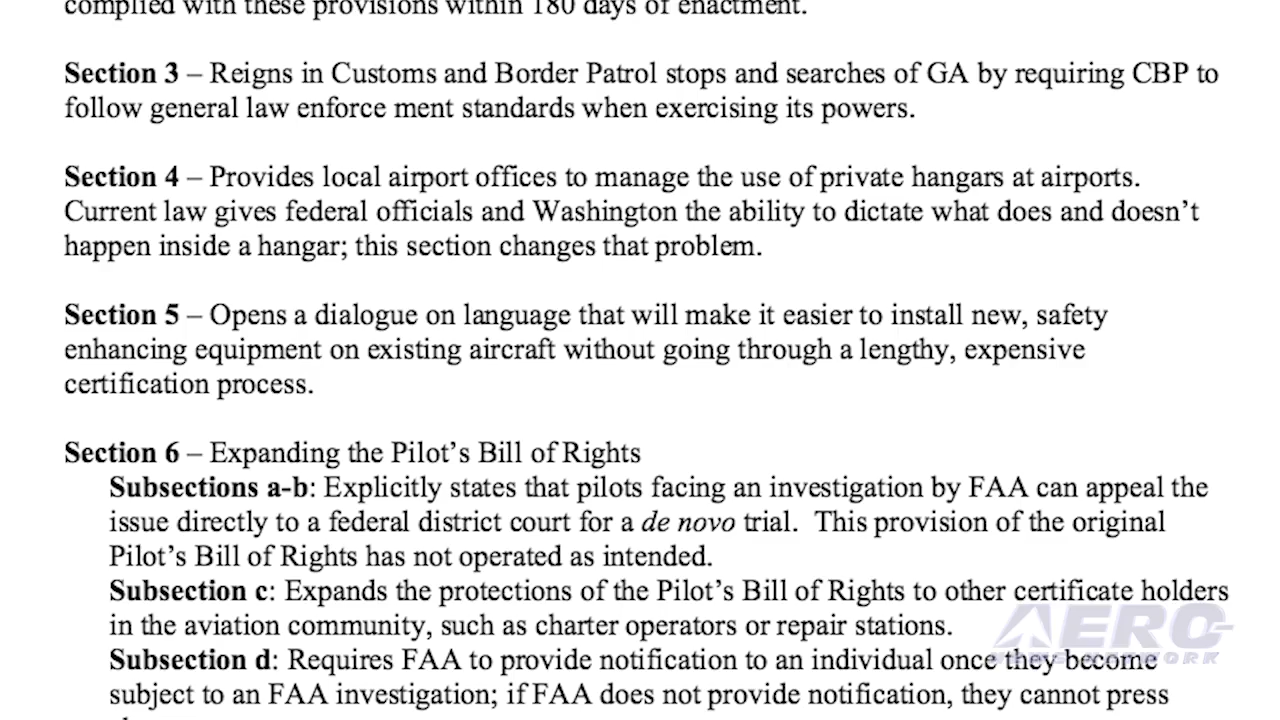 complied with these provisions within 180 days of enactment.
Section 3 – Reigns in Customs and Border Patrol stops and searches of GA by requiring CBP to
follow general law enforce ment standards when exercising its powers.
Section 4 – Provides local airport offices to manage the use of private hangars at airports.
Current law gives federal officials and Washington the ability to dictate what does and doesn’t
happen inside a hangar; this section changes that problem.
Section 5 – Opens a dialogue on language that will make it easier to install new, safety
enhancing equipment on existing aircraft without going through a lengthy, expensive
certification process.
Section 6 – Expanding the Pilot’s Bill of Rights
Subsections a-b: Explicitly states that pilots facing an investigation by FAA can appeal the
issue directly to a federal district court for a de novo trial.  This provision of the original
Pilot’s Bill of Rights has not operated as intended.
Subsection c: Expands the protections of the Pilot’s Bill of Rights to other certificate holders
in the aviation community, such as charter operators or repair stations.
Subsection d: Requires FAA to provide notification to an individual once they become
subject to an FAA investigation; if FAA does not provide notification, they cannot press
AERO
NEWS NETWORK